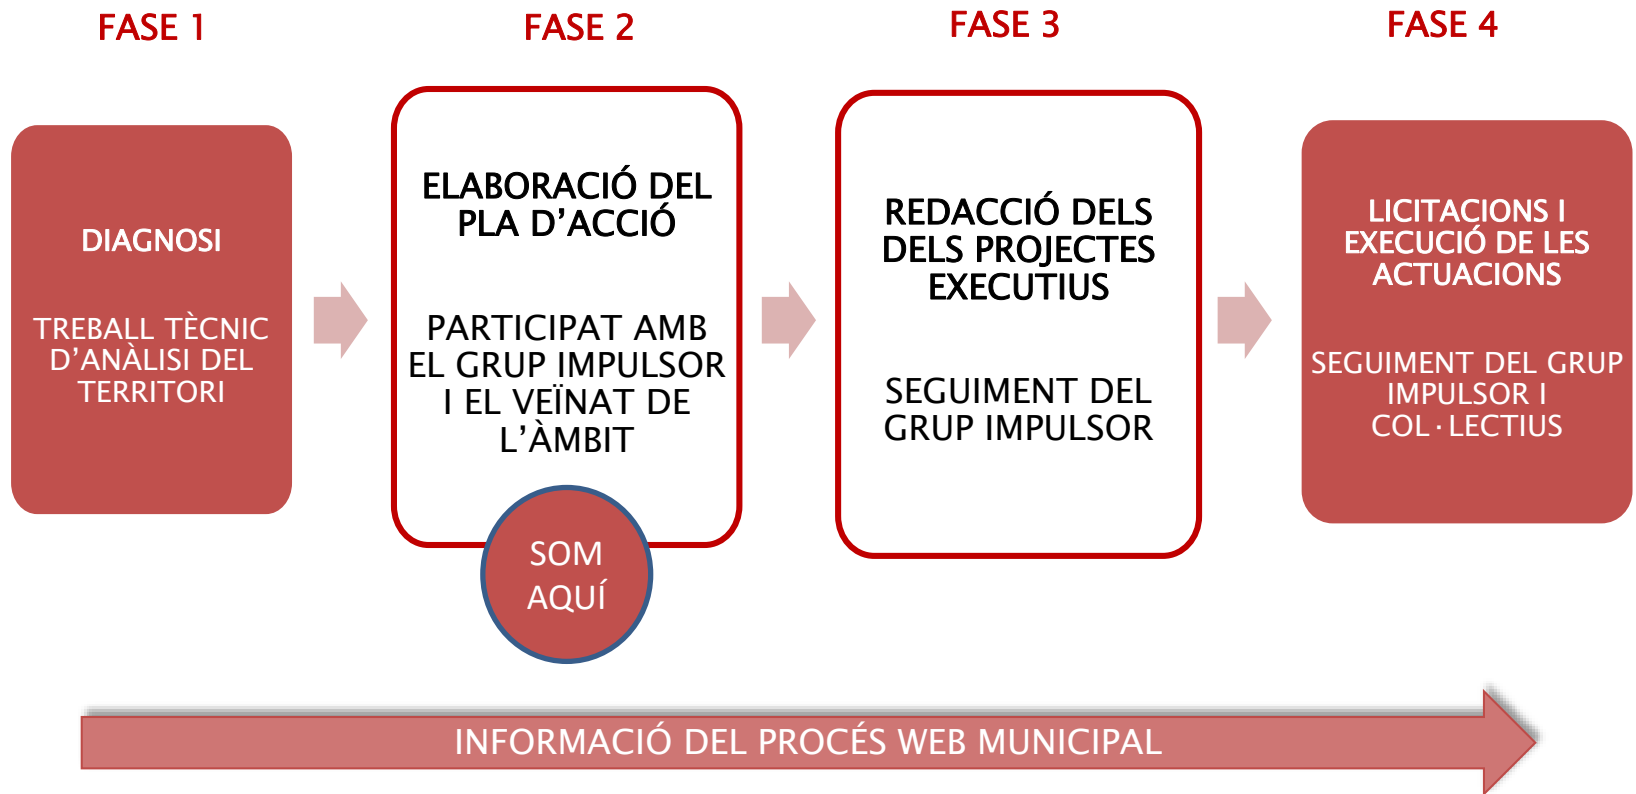 FASE 1
FASE 2
FASE 3
FASE 4
DIAGNOSI
TREBALL TÈCNIC
D’ANÀLISI DEL
TERRITORI
ELABORACIÓ DEL
PLA D’ACCIÓ
PARTICIPAT AMB
EL GRUP IMPULSOR
I EL VEÏNAT DE
L’ÀMBIT
SOM
AQUÍ
REDACCIÓ DELS
DELS PROJECTES
EXECUTIUS
SEGUIMENT DEL
GRUP IMPULSOR
LICITACIONS I
EXECUCIÓ DE LES
ACTUACIONS
SEGUIMENT DEL GRUP
IMPULSOR I
COL·LECTIUS
INFORMACIÓ DEL PROCÉS WEB MUNICIPAL